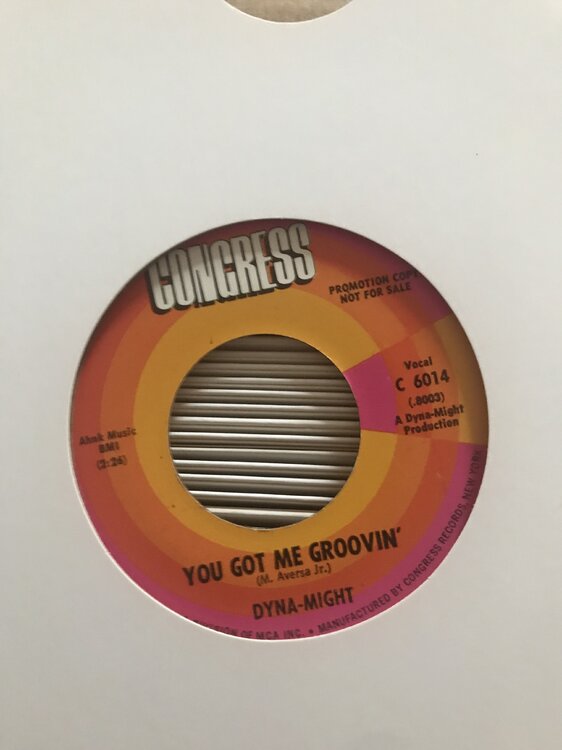 CONGRESS
PROMOTION COPY
NOT FOR SALE
Vocal
C 6014
(.8003)
A Dyna-Might
Production
Ahnk Music
BMI
(2:26)
YOU GOT ME GROOVIN'
(M. Aversa Jr.)
DYNA-MIGHT
OF MCA INC. • MANUFACTURED BY CONGRESS RECORDS, NEW YORK